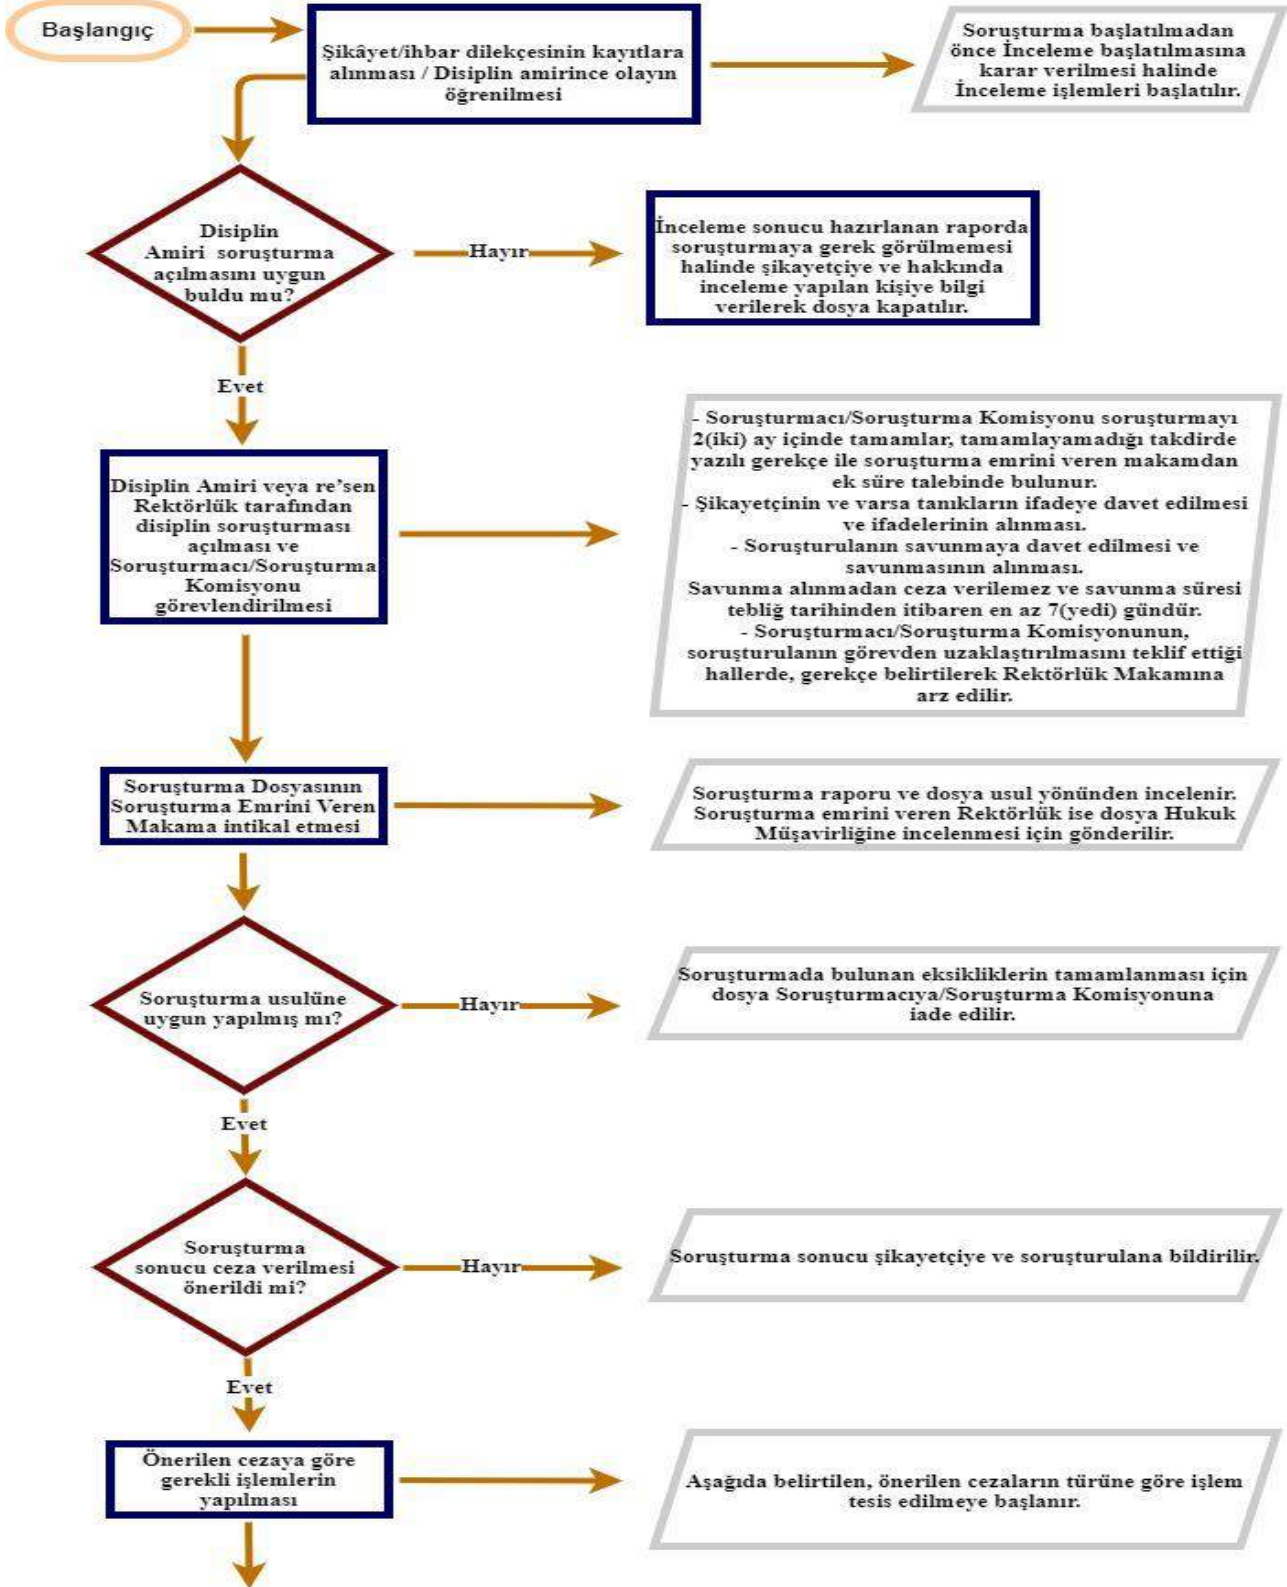 Başlangıç
Şikâyet/ihbar dilekçesinin kayıtlara
alınması / Disiplin amirince olayın
öğrenilmesi
Soruşturma başlatılmadan
önce İnceleme başlatılmasına
karar verilmesi halinde
İnceleme işlemleri başlatılır.
Disiplin
Amiri soruşturma
açılmasını uygun
buldu mu?
Hayır
İnceleme sonucu hazırlanan raporda
soruşturmaya gerek görülmemesi
halinde şikayetçiye ve hakkında
inceleme yapılan kişiye bilgi
verilerek dosya kapatılır.
Evet
Disiplin Amiri veya re'sen
Rektörlük tarafından
disiplin soruşturması
açılması ve
Soruşturmacı/Soruşturma
Komisyonu
görevlendirilmesi
- Soruşturmacı/Soruşturma Komisyonu soruşturmayı
2(iki) ay içinde tamamlar, tamamlayamadığı takdirde
yazılı gerekçe ile soruşturma emrini veren makamdan
ek süre talebinde bulunur.
- Şikayetçinin ve varsa tanıkların ifadeye davet edilmesi
ve ifadelerinin alınması.
- Soruşturulanın savunmaya davet edilmesi ve
savunmasının alınması.
Savunma alınmadan ceza verilemez ve savunma süresi
tebliğ tarihinden itibaren en az 7(yedi) gündür.
- Soruşturmacı/Soruşturma Komisyonunun,
soruşturulanın görevden uzaklaştırılmasını teklif ettiği
hallerde, gerekçe belirtilerek Rektörlük Makamına
arz edilir.
Soruşturma Dosyasının
Soruşturma Emrini Veren
Makama intikal etmesi
Soruşturma raporu ve dosya usul yönünden incelenir.
Soruşturma emrini veren Rektörlük ise dosya Hukuk
Müşavirliğine incelenmesi için gönderilir.
Soruşturma usulüne
uygun yapılmış mı?
Hayır
Soruşturmada bulunan eksikliklerin tamamlanması için
dosya Soruşturmacıya/Soruşturma Komisyonuna
iade edilir.
Evet
Soruşturma
sonucu ceza verilmesi
önerildi mi?
Hayır
Soruşturma sonucu şikayetçiye ve soruşturulana bildirilir.
Evet
Önerilen cezaya göre
gerekli işlemlerin
yapılması
Aşağıda belirtilen, önerilen cezaların türüne göre işlem
tesis edilmeye başlanır.